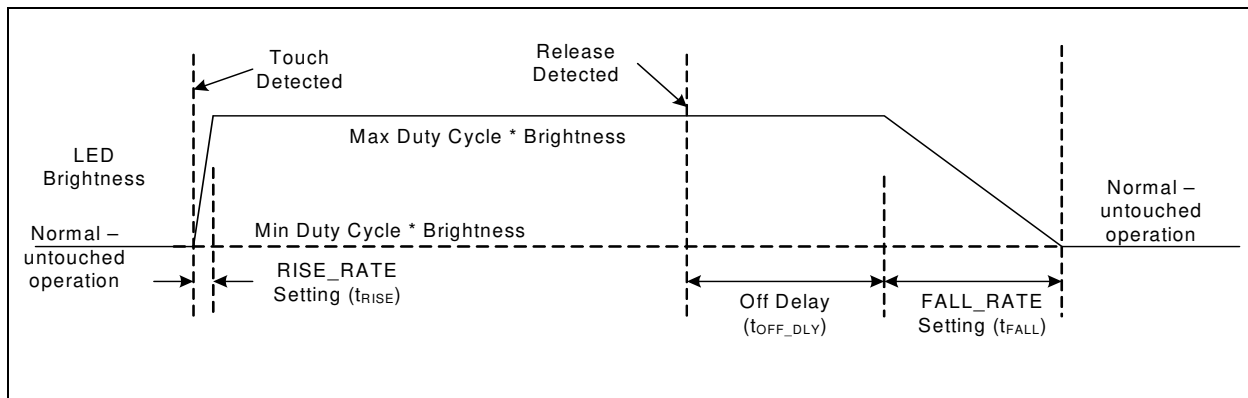 Touch
Detected
Release
Detected
Max Duty Cycle * Brightness
LED
Brightness
Normal –
untouched
operation
Min Duty Cycle * Brightness
Normal –
untouched
operation
RISE_RATE
Setting (tRISE)
Off Delay
(tOFF_DLY)
FALL_RATE
Setting (tFALL)